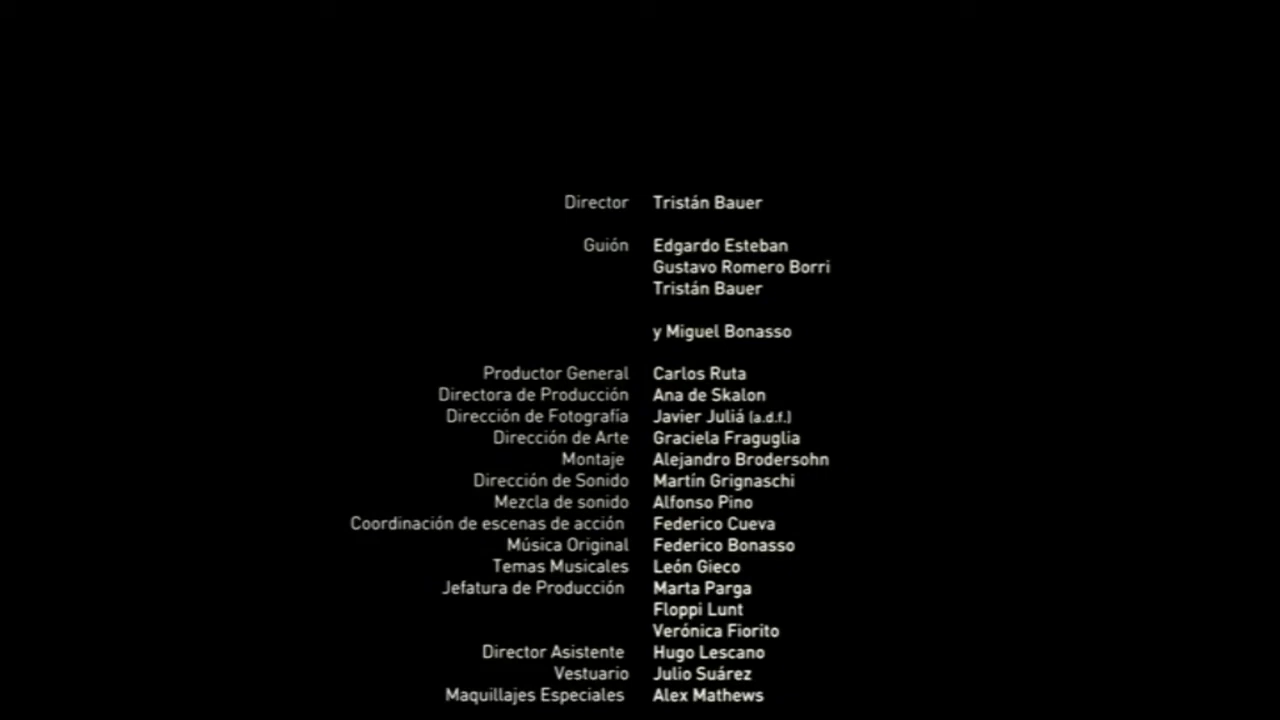 Director Tristán Bauer
Guión Edgardo Esteban
Gustavo Romero Borri
Tristán Bauer
y Miguel Bonasso
Productor General Carlos Ruta
Directora de Producción Ana de Skalon
Dirección de Fotografía Javier Juliá (a.d.f.)
Dirección de Arte Graciela Fraguglia
Montaje Alejandro Brodersohn
Dirección de Sonido Martín Grignaschi
Mezcla de sonido Alfonso Pino
Coordinación de escenas de acción Federico Cueva
Música Original Federico Bonasso
Temas Musicales León Gieco
Jefatura de Producción Marta Parga
Floppi Lunt
Verónica Fiorito
Director Asistente Hugo Lescano
Vestuario Julio Suárez
Maquillajes Especiales Alex Mathews